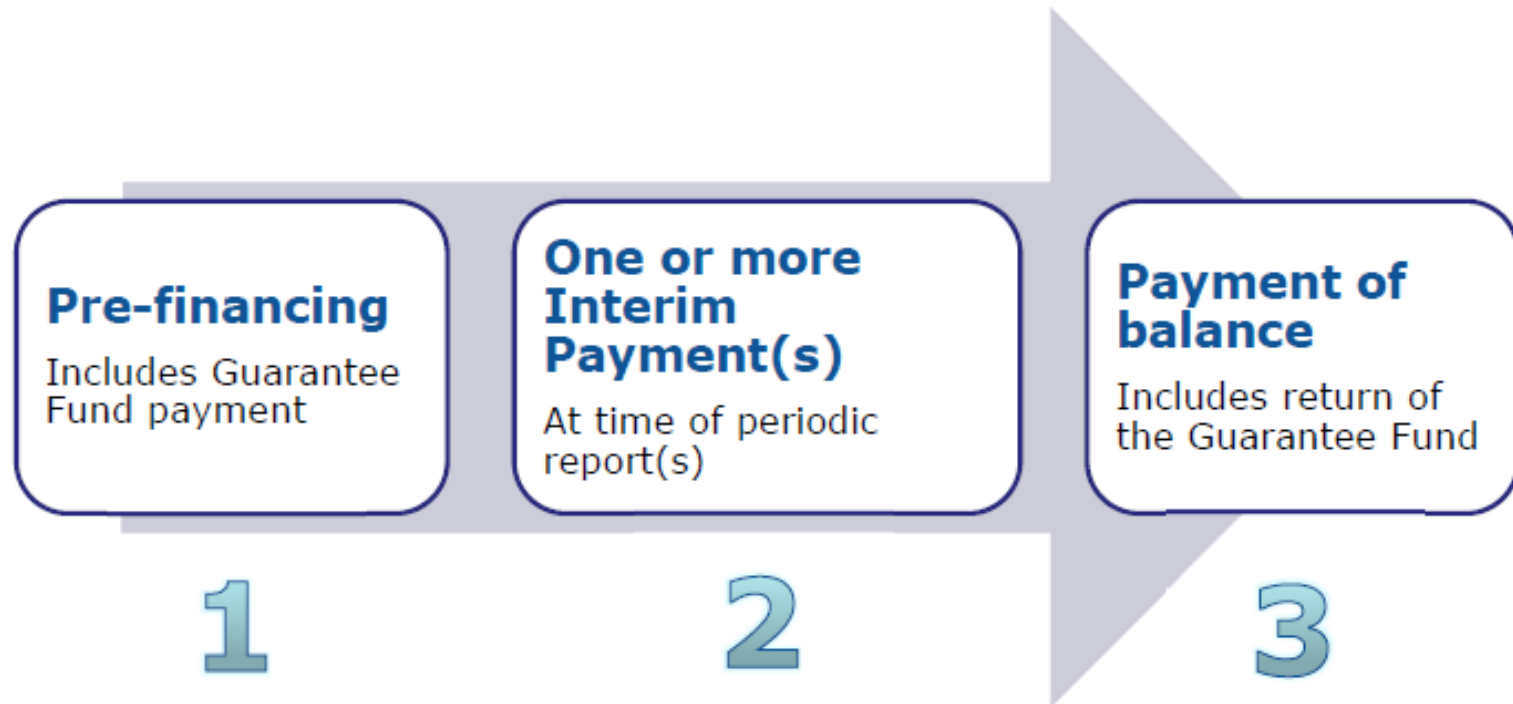 Pre-financing
Includes Guarantee
Fund payment
One or more
Interim
Payment(s)
At time of periodic
report(s)
Payment of
balance
Includes return of
the Guarantee Fund
1
2
3